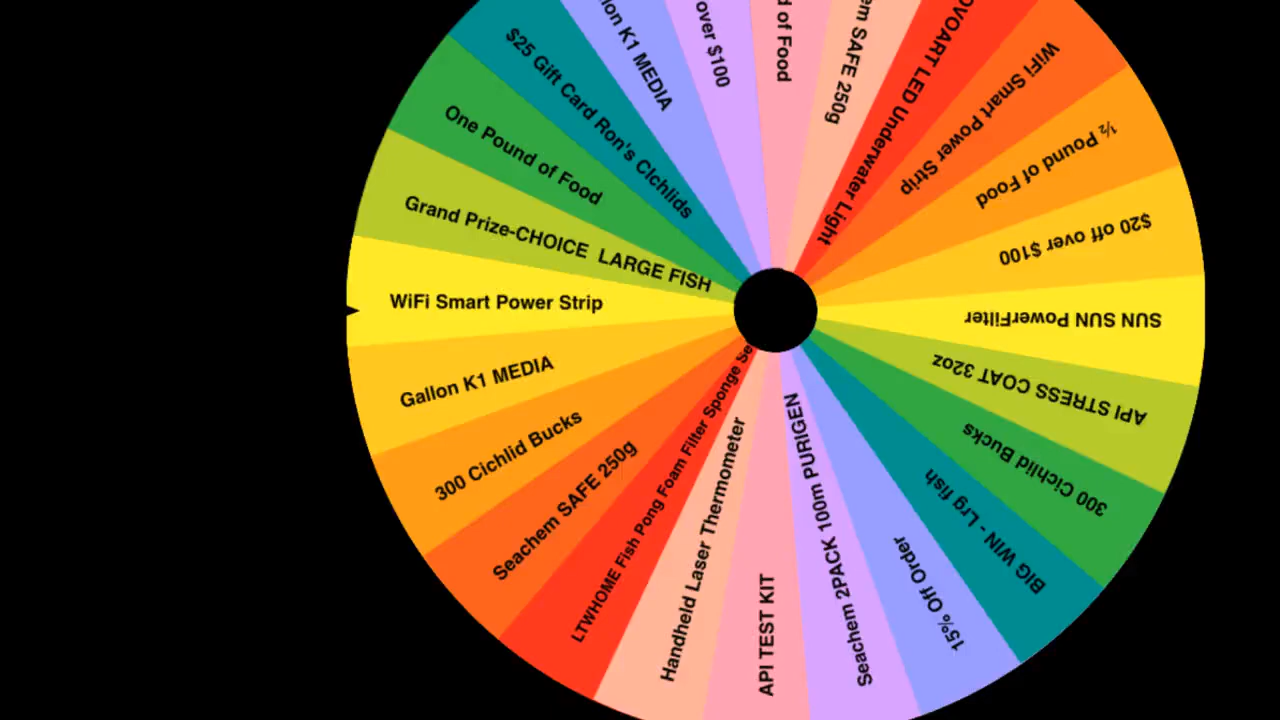 $25 Gift Card Ron's CIchlids
K1 MEDIA
over $100
of Food
SAFE 250g
LED Underwater Light
WiFi Smart Power Strip
½ Pound of Food
$20 off over $100
SUN SUN PowerFilter
API STRESS COAT 32oz
300 Cichlid Bucks
BIG WIN - Lrg fish
15% Off Order
Seachem 2PACK 100m PURIGEN
API TEST KIT
Handheld Laser Thermometer
LTWHOME Fish Pong Foam Filter Sponge
Seachem SAFE 250g
300 Cichlid Bucks
Gallon K1 MEDIA
WiFi Smart Power Strip
Grand Prize-CHOICE LARGE FISH
One Pound of Food